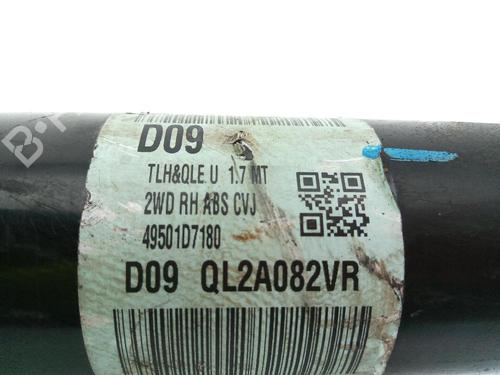 D09
TLH&QLE U 1.7 MT
2WD RH ABS CVJ
49501D7180
D09 QL2A082VR